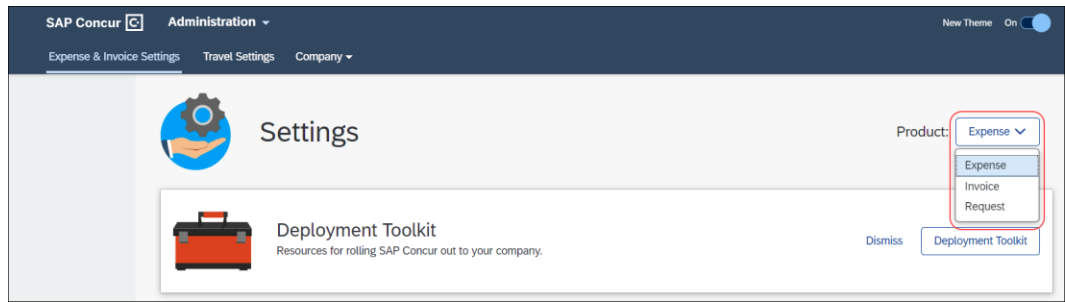 SAP Concur C Administration New Theme On
Expense & Invoice Settings Travel Settings Company
Settings
Product: Expense
Expense
Invoice
Request
Deployment Toolkit
Resources for rolling SAP Concur out to your company.
Dismiss Deployment Toolkit